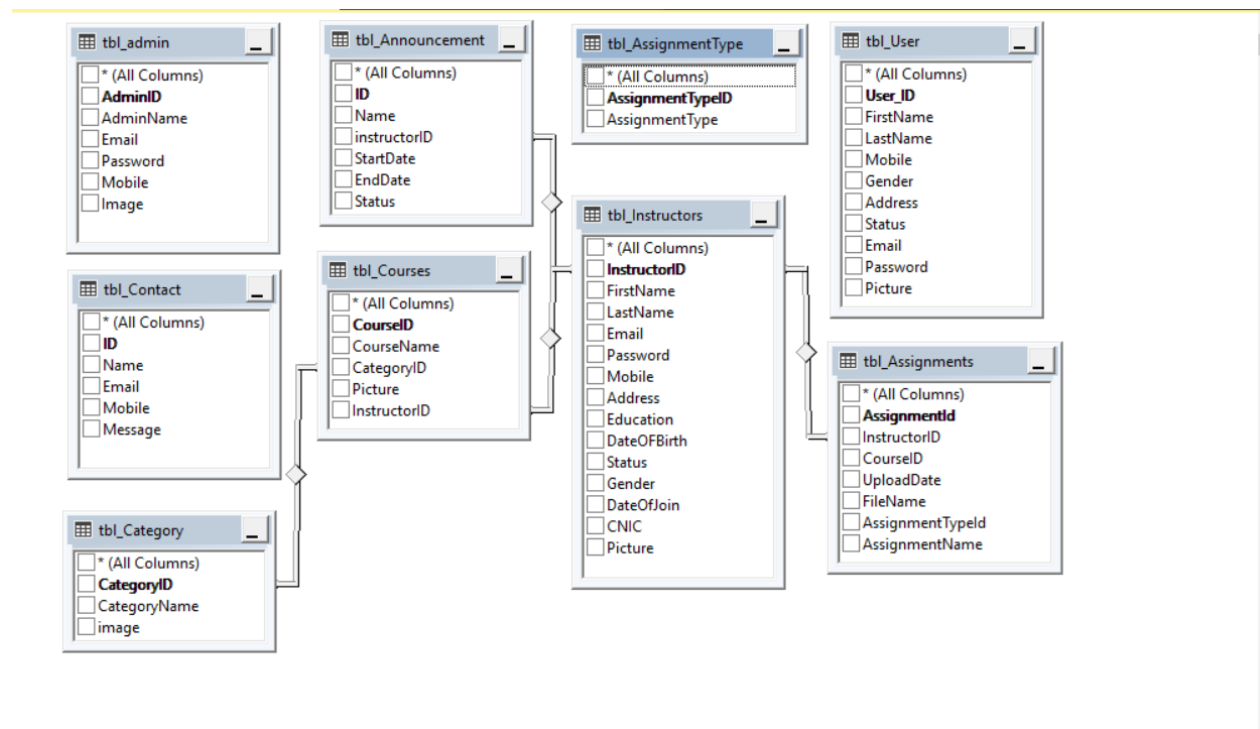 tbl_admin
* (All Columns)
AdminID
AdminName
Email
Password
Mobile
Image
tbl_Announcement
* (All Columns)
ID
Name
instructorID
StartDate
EndDate
Status
tbl_AssignmentType
* (All Columns)
AssignmentTypeID
AssignmentType
tbl_User
* (All Columns)
User_ID
FirstName
LastName
Mobile
Gender
Address
Status
Email
Password
Picture
tbl_Contact
* (All Columns)
ID
Name
Email
Mobile
Message
tbl_Courses
* (All Columns)
CourseID
CourseName
CategoryID
Picture
InstructorID
tbl_Instructors
* (All Columns)
InstructorID
FirstName
LastName
Email
Password
Mobile
Address
Education
DateOFBirth
Status
Gender
DateOfJoin
CNIC
Picture
tbl_Assignments
* (All Columns)
AssignmentId
InstructorID
CourseID
UploadDate
FileName
AssignmentTypeId
AssignmentName
tbl_Category
* (All Columns)
CategoryID
CategoryName
image